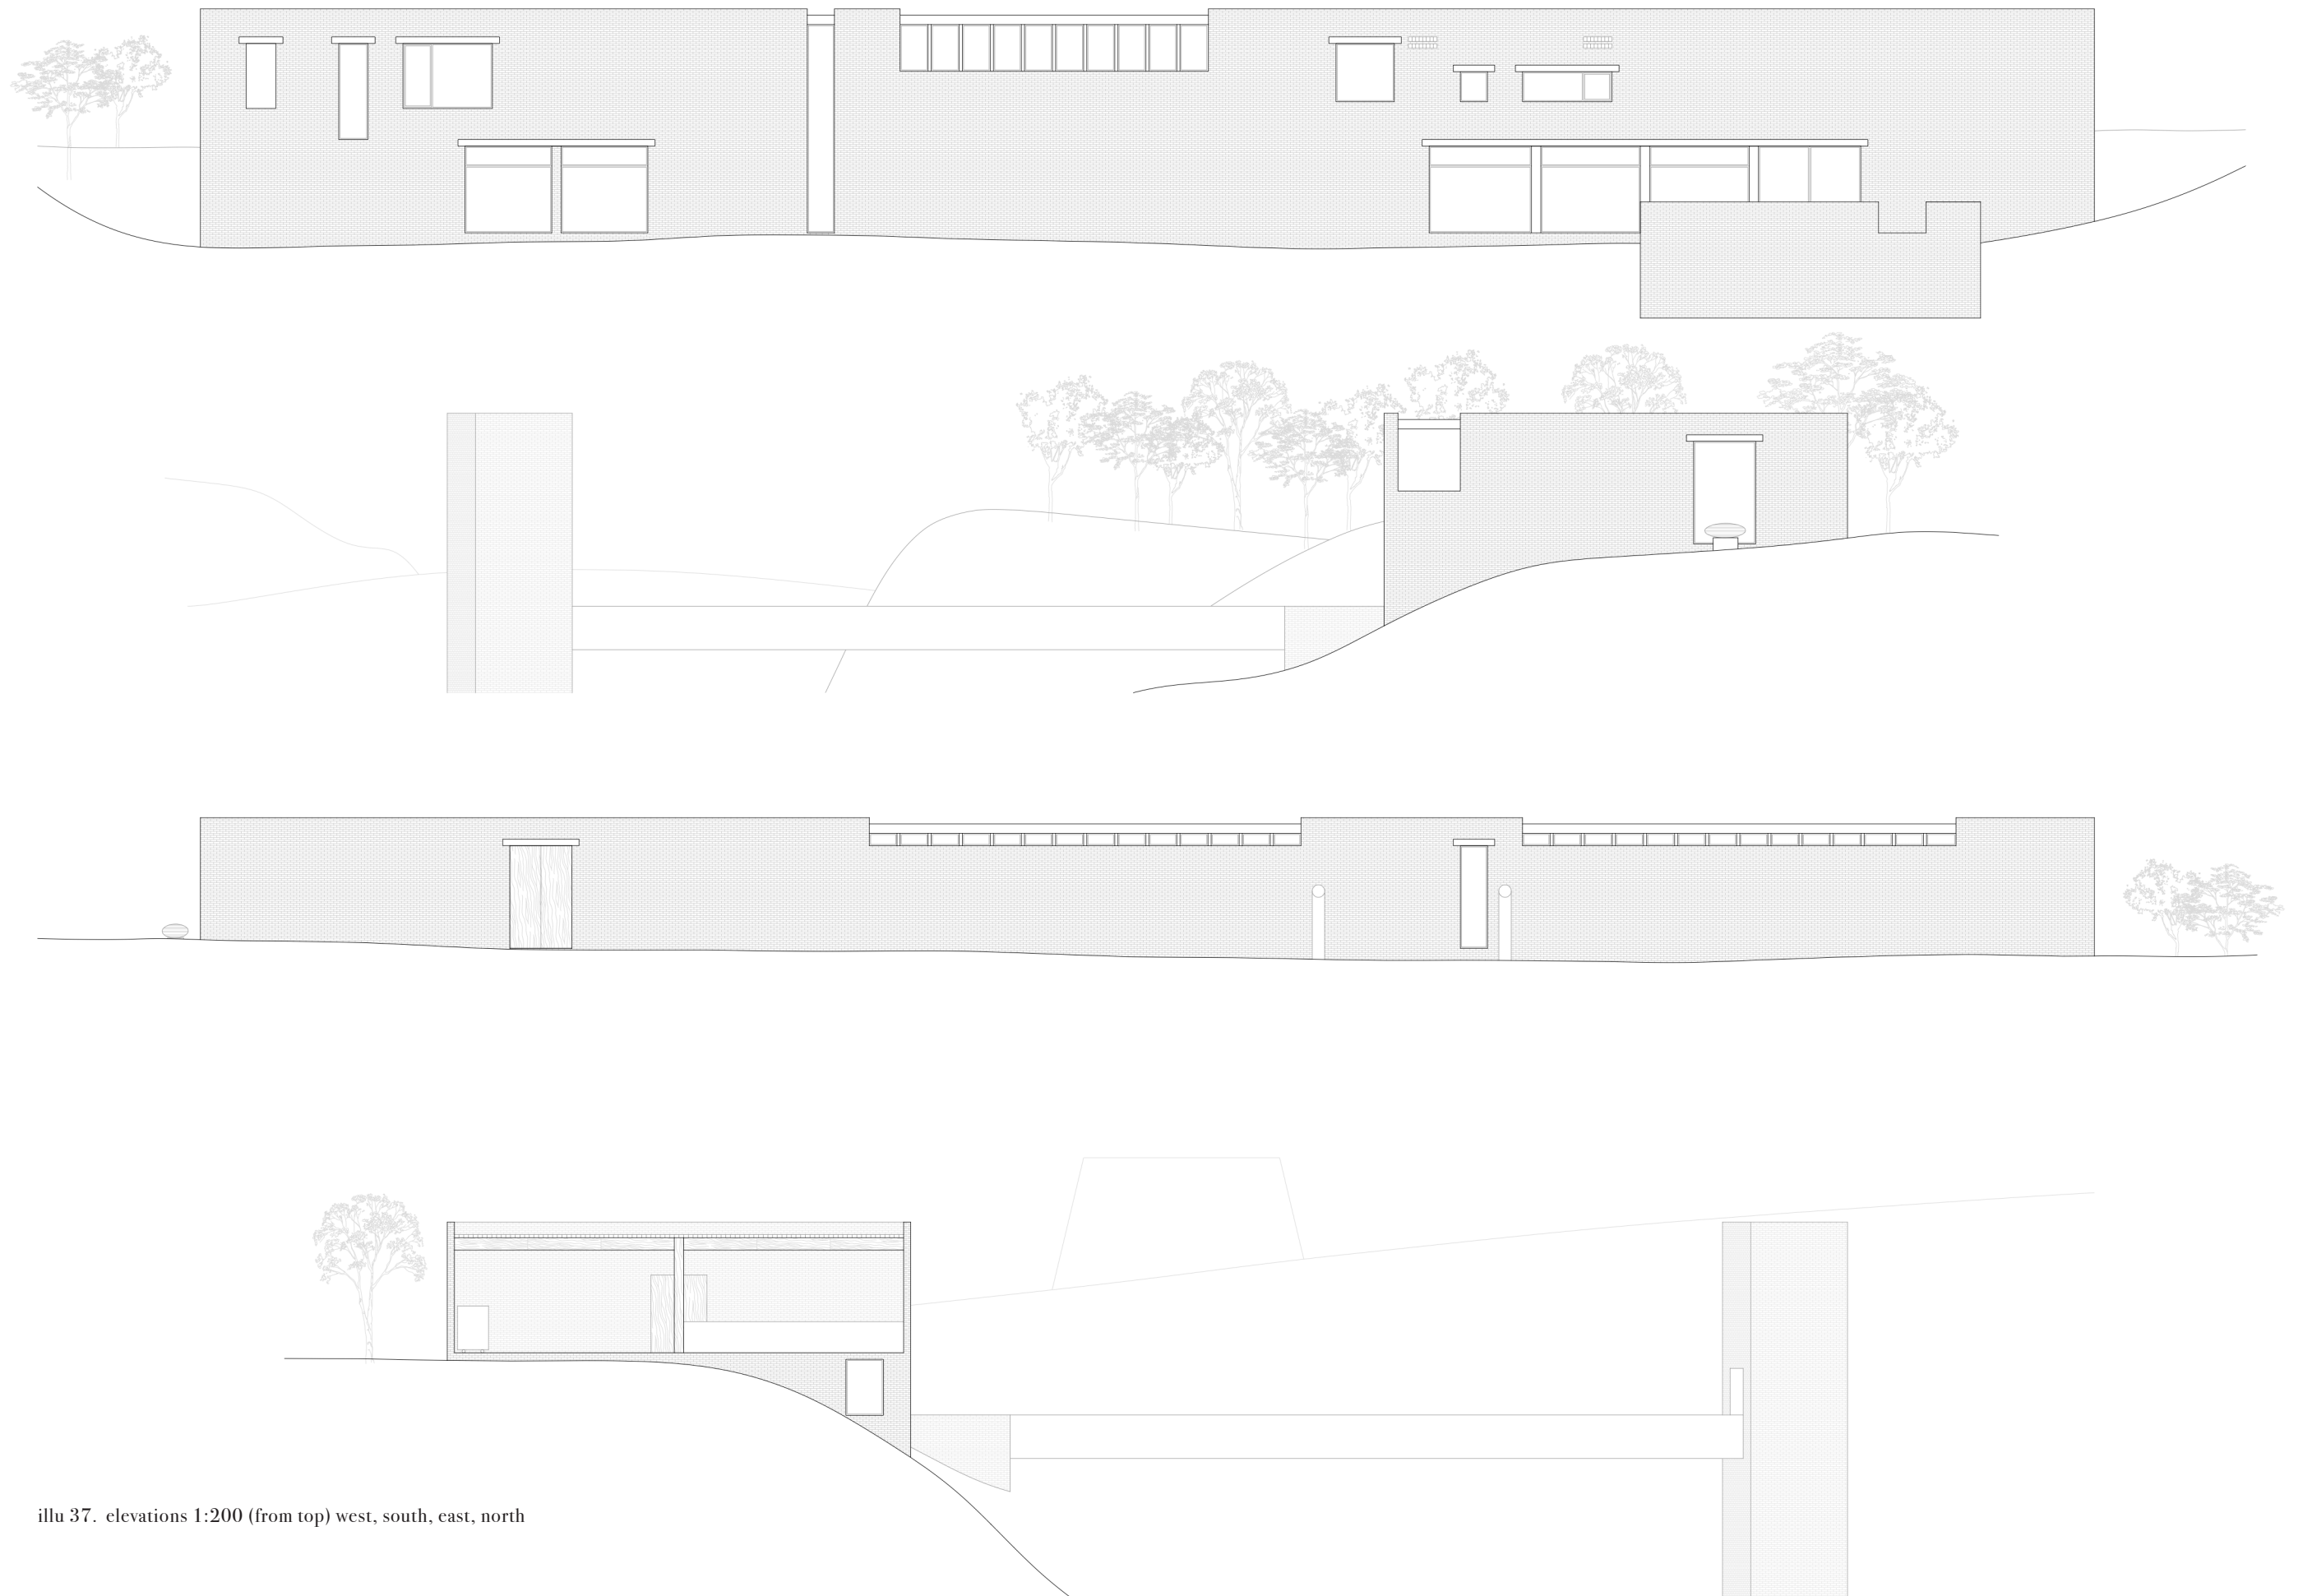 illu 37. elevations 1:200 (from top) west, south, east, north